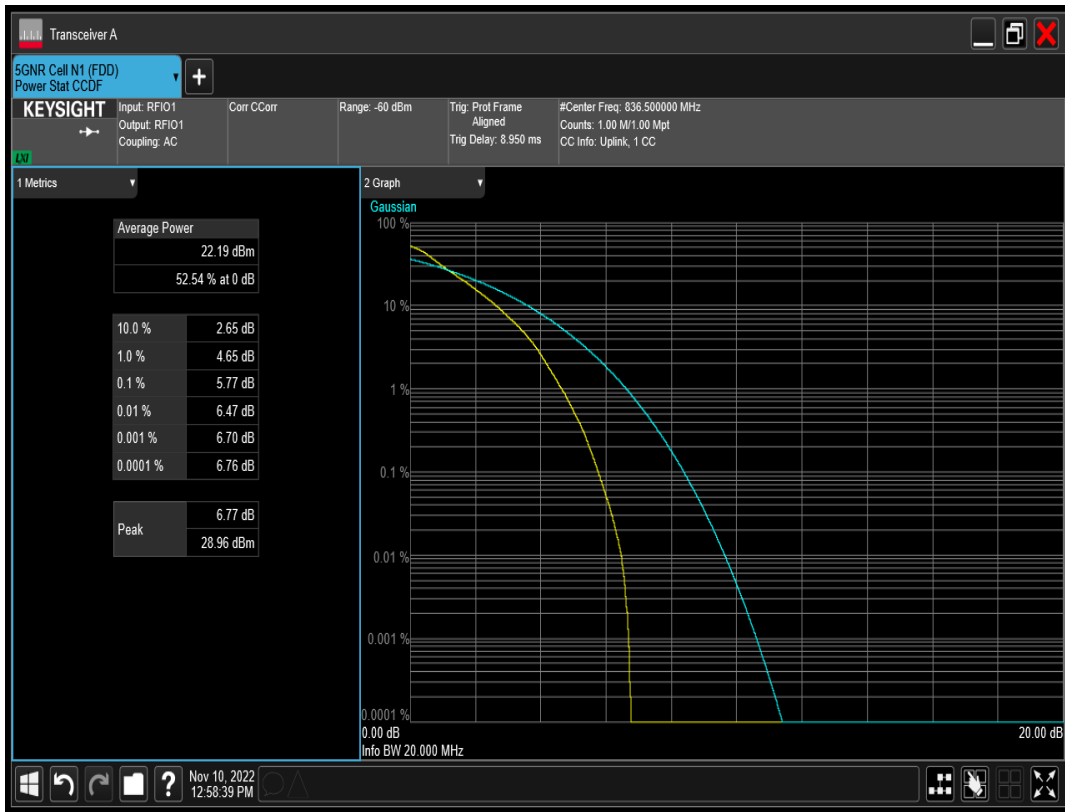 Transceiver A
5GNR Cell N1 (FDD)
Power Stat CCDF
+
KEYSIGHT
LXI
Input: RFIO1
Output: RFIO1
Coupling: AC
Corr CCorr
Range: -60 dBm
Trig: Prot Frame
Aligned
Trig Delay: 8.950 ms
#Center Freq: 836.500000 MHz
Counts: 1.00 M/1.00 Mpt
CC Info: Uplink, 1 CC
1 Metrics
Average Power
22.19 dBm
52.54 % at 0 dB
10.0 % 2.65 dB
1.0 % 4.65 dB
0.1 % 5.77 dB
0.01 % 6.47 dB
0.001 % 6.70 dB
0.0001 % 6.76 dB
Peak 6.77 dB
28.96 dBm
2 Graph
Gaussian
100 %
10 %
1 %
0.1 %
0.01 %
0.001 %
0.0001 %
0.00 dB 20.00 dB
Info BW 20.000 MHz
?
Nov 10, 2022
12:58:39 PM